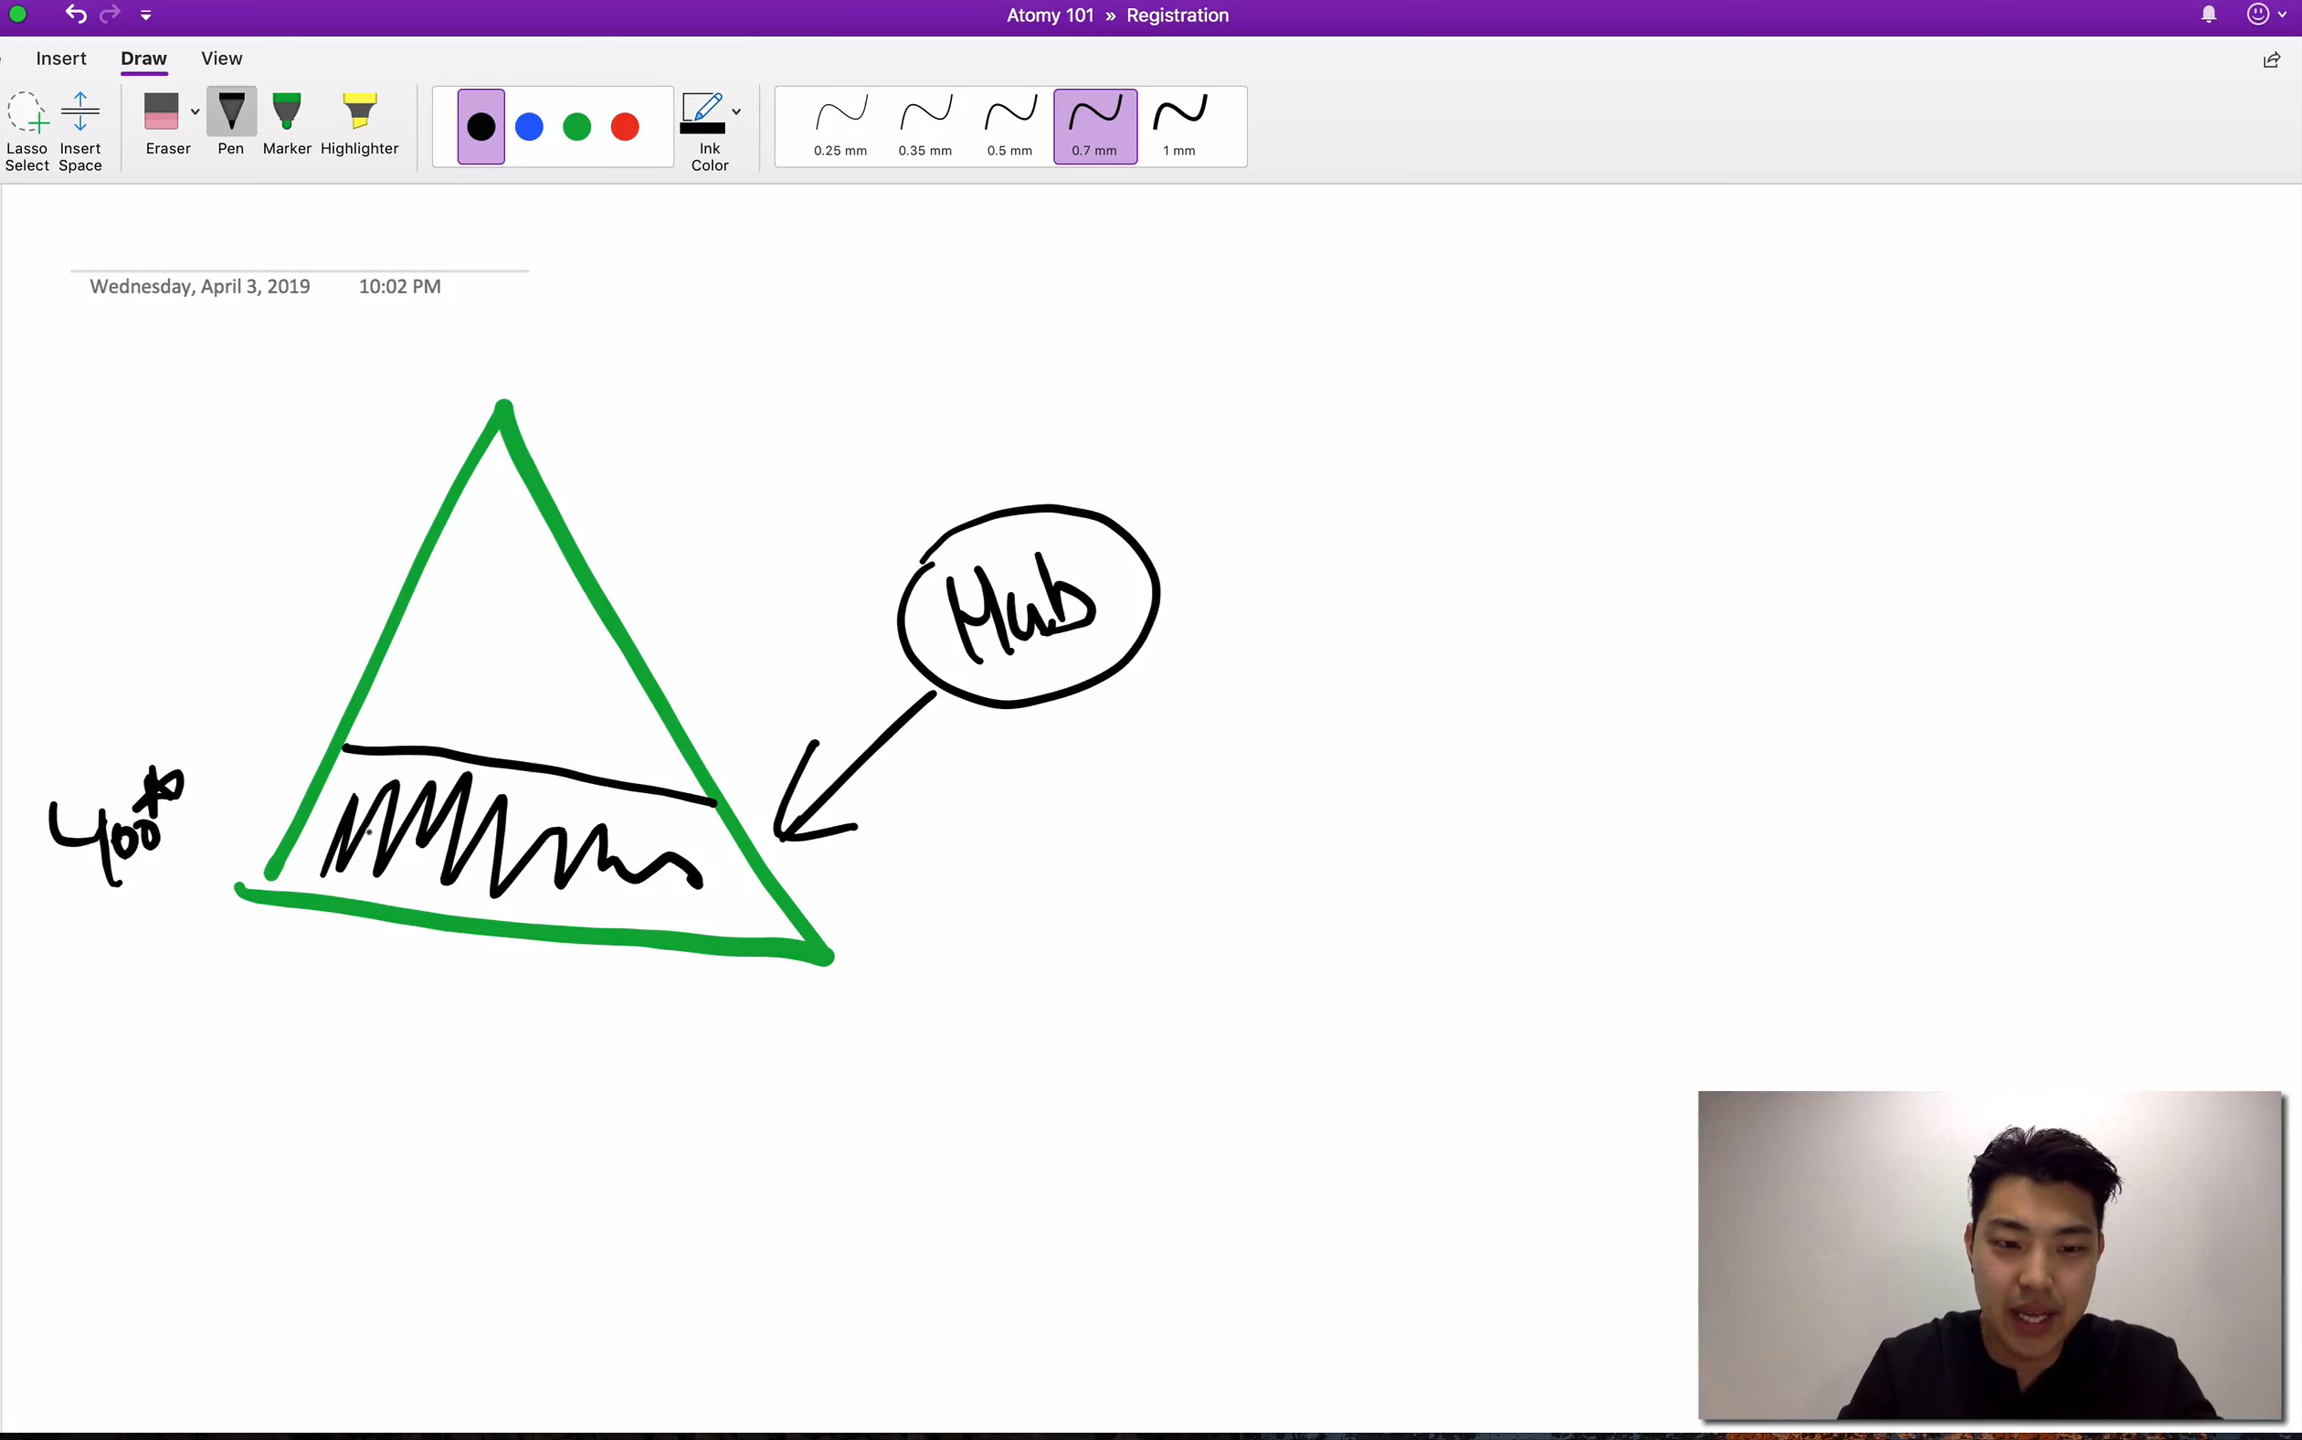 Atomy 101 » Registration
Insert Draw View
Lasso Select
Insert Space
Eraser
Pen
Marker
Highlighter
Ink Color
0.25 mm
0.35 mm
0.5 mm
0.7 mm
1 mm
Wednesday, April 3, 2019 10:02 PM
Hub
400*